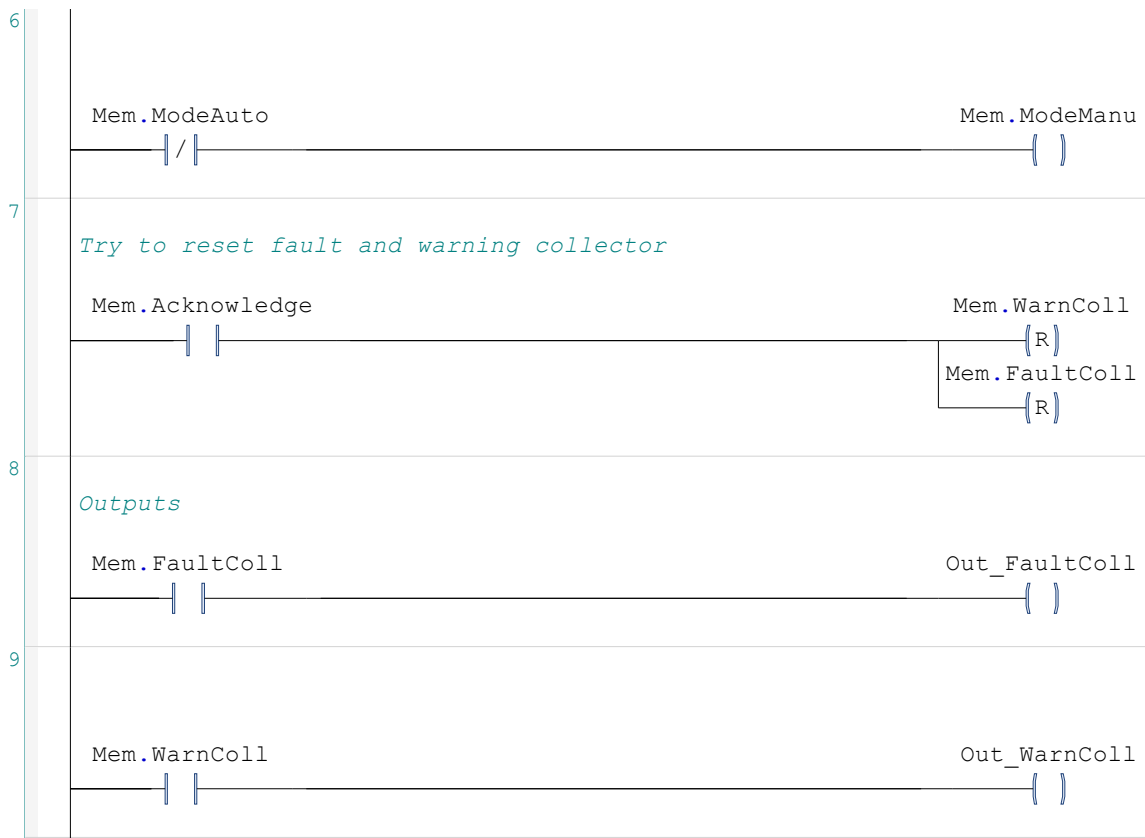 6
Mem.ModeAuto Mem.ModeManu
/
7
Try to reset fault and warning collector
Mem.Acknowledge Mem.WarnColl
R
Mem.FaultColl
R
8
Outputs
Mem.FaultColl Out_FaultColl
9
Mem.WarnColl Out_WarnColl